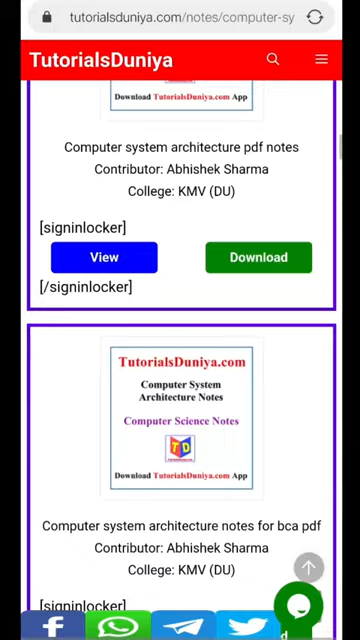 tutorialsduniya.com/notes/computer-sy
TutorialsDuniya
Download TutorialsDuniya.com App
Computer system architecture pdf notes
Contributor: Abhishek Sharma
College: KMV (DU)
[signinlocker]
View
Download
[/signinlocker]
TutorialsDuniya.com
Computer System
Architecture Notes
Computer Science Notes
TD
Download TutorialsDuniya.com App
Computer system architecture notes for bca pdf
Contributor: Abhishek Sharma
College: KMV (DU)
[signinlocker]
d